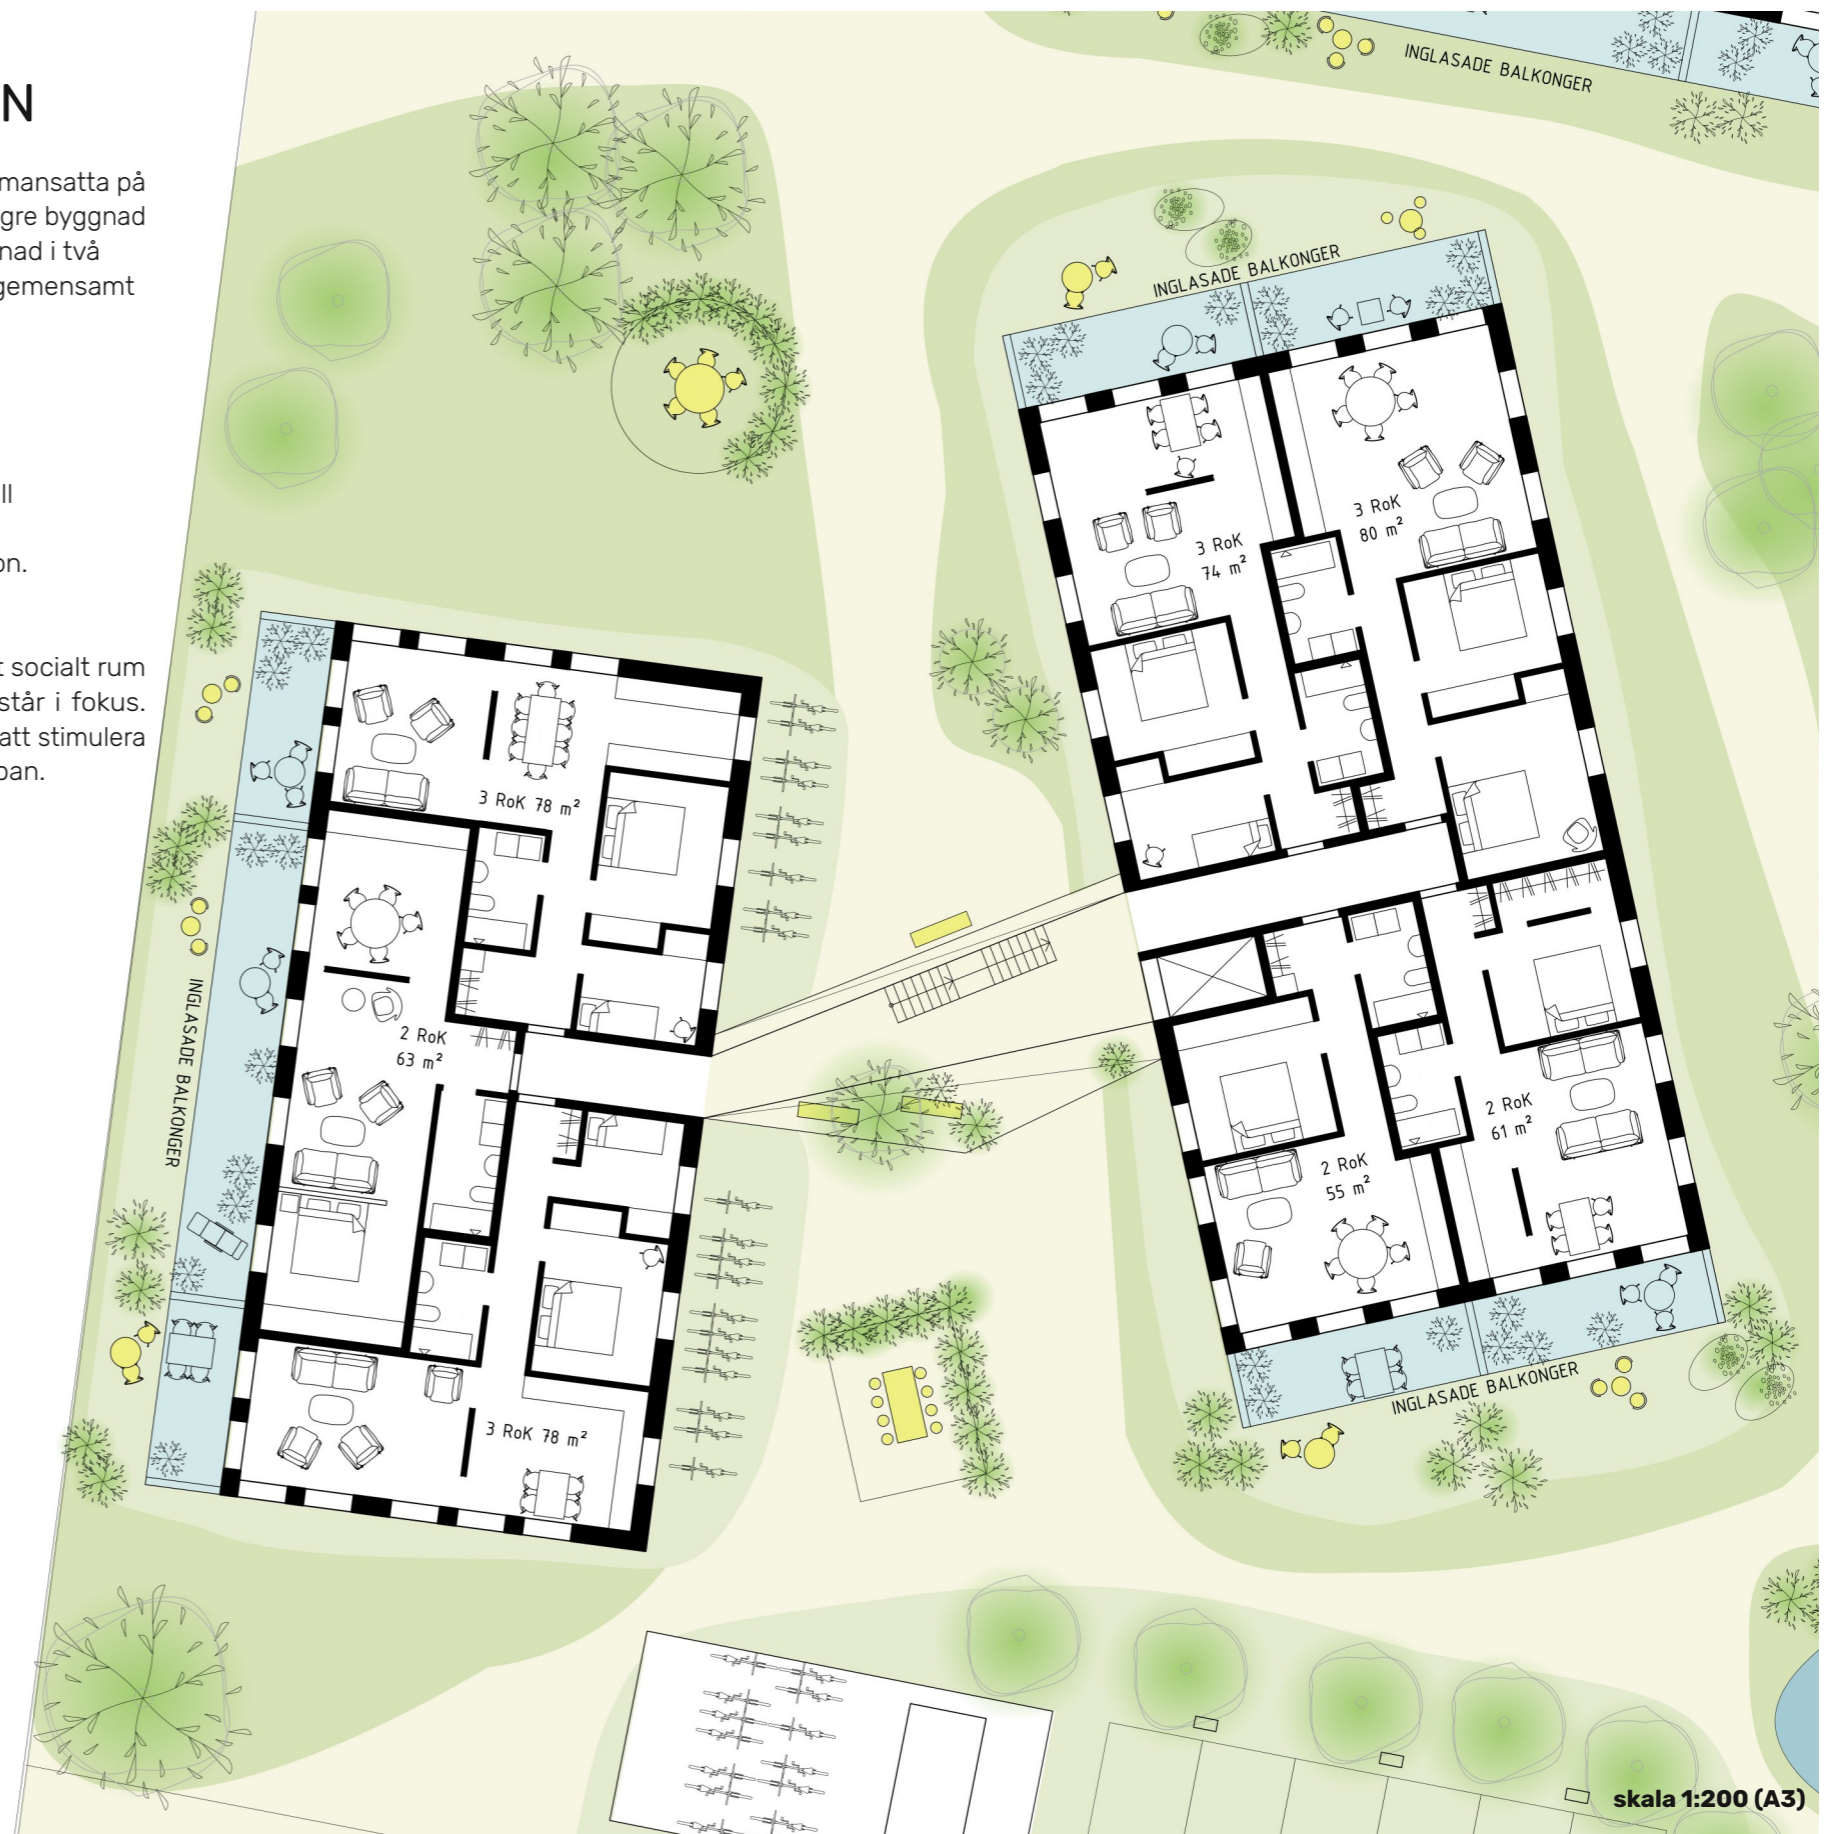 N
mansatta på
gre byggnad
nad i två
gemensamt
ll
on.
t socialt rum
står i fokus.
att stimulera
pan.
INGLASADE BALKONGER
INGLASADE BALKONGER
3 RoK
80 m²
3 RoK
74 m²
3 RoK 78 m²
2 RoK
63 m²
INGLASADE BALKONGER
2 RoK
61 m²
2 RoK
55 m²
3 RoK 78 m²
INGLASADE BALKONGER
skala 1:200 (A3)